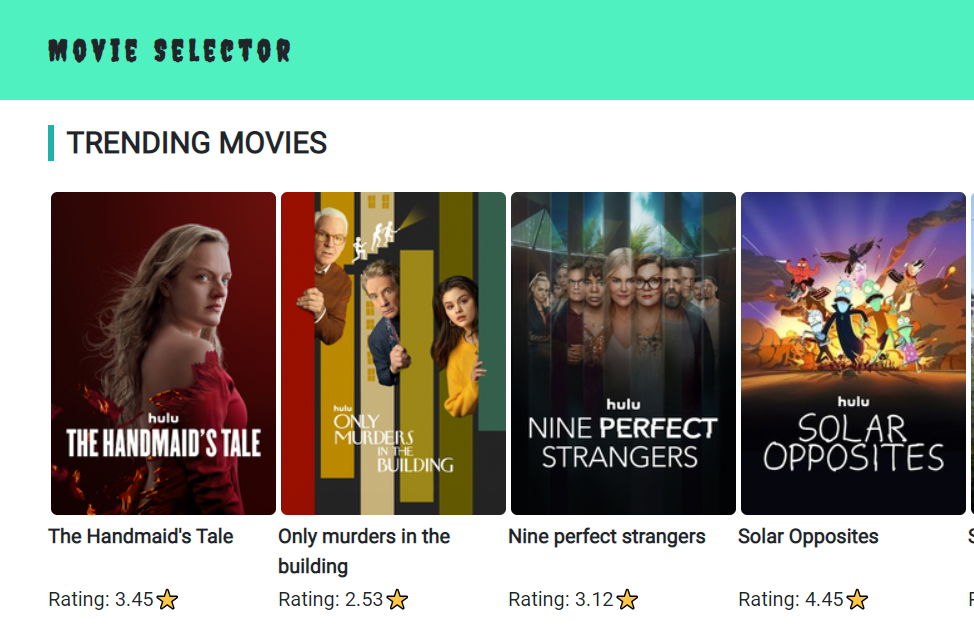 MOVIE SELECTOR
TRENDING MOVIES
hulu
THE HANDMAID'S TALE
hulu
ONLY
MURDERS
IN THE
BUILDING
hulu
NINE PERFECT
STRANGERS
hulu
SOLAR
OPPOSITES
The Handmaid's Tale
Only murders in the
building
Nine perfect strangers
Solar Opposites
Rating: 3.45
Rating: 2.53
Rating: 3.12
Rating: 4.45